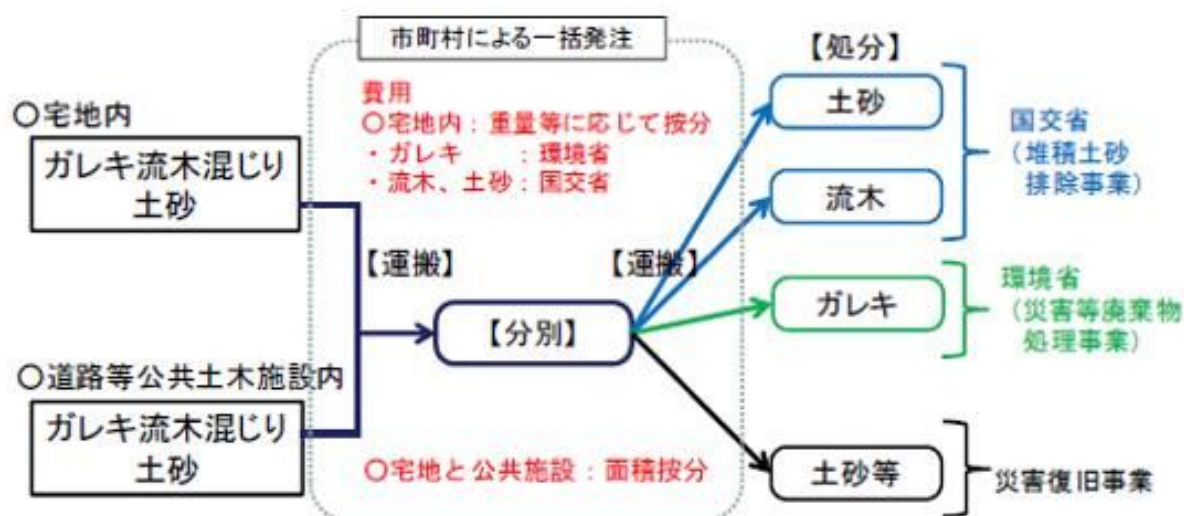 市町村による一括発注
【処分】
費用
○宅地内：重量等に応じて按分
・ガレキ　　：環境省
・流木、土砂：国交省
○宅地内
ガレキ流木混じり
土砂
土砂
流木
国交省
（堆積土砂
排除事業）
【運搬】
【運搬】
【分別】
ガレキ
環境省
（災害等廃棄物
処理事業）
○道路等公共土木施設内
ガレキ流木混じり
土砂
○宅地と公共施設：面積按分
土砂等
災害復旧事業